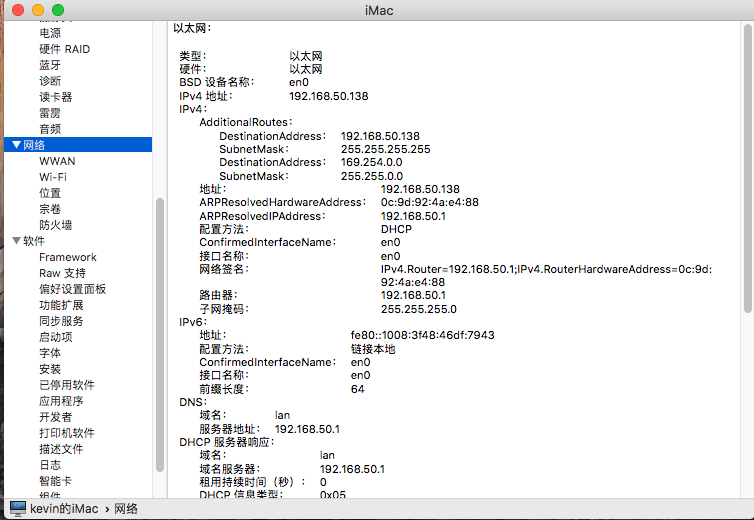 iMac
电源
硬件 RAID
蓝牙
诊断
读卡器
雷雳
音频
网络
WWAN
Wi-Fi
位置
宗卷
防火墙
软件
Framework
Raw 支持
偏好设置面板
功能扩展
同步服务
启动项
字体
安装
已停用软件
应用程序
开发者
打印机软件
描述文件
日志
智能卡
组件
以太网：
类型： 以太网
硬件： 以太网
BSD 设备名称： en0
IPv4 地址： 192.168.50.138
IPv4：
AdditionalRoutes：
DestinationAddress： 192.168.50.138
SubnetMask： 255.255.255.255
DestinationAddress： 169.254.0.0
SubnetMask： 255.255.0.0
地址： 192.168.50.138
ARPResolvedHardwareAddress： 0c:9d:92:4a:e4:88
ARPResolvedIPAddress： 192.168.50.1
配置方法： DHCP
ConfirmedInterfaceName： en0
接口名称： en0
网络签名： IPv4.Router=192.168.50.1;IPv4.RouterHardwareAddress=0c:9d:
92:4a:e4:88
路由器： 192.168.50.1
子网掩码： 255.255.255.0
IPv6：
地址： fe80::1008:3f48:46df:7943
配置方法： 链接本地
ConfirmedInterfaceName： en0
接口名称： en0
前缀长度： 64
DNS：
域名： lan
服务器地址： 192.168.50.1
DHCP 服务器响应：
域名： lan
域名服务器： 192.168.50.1
租用持续时间（秒）： 0
DHCP 信息类型： 0x05
kevin的iMac › 网络